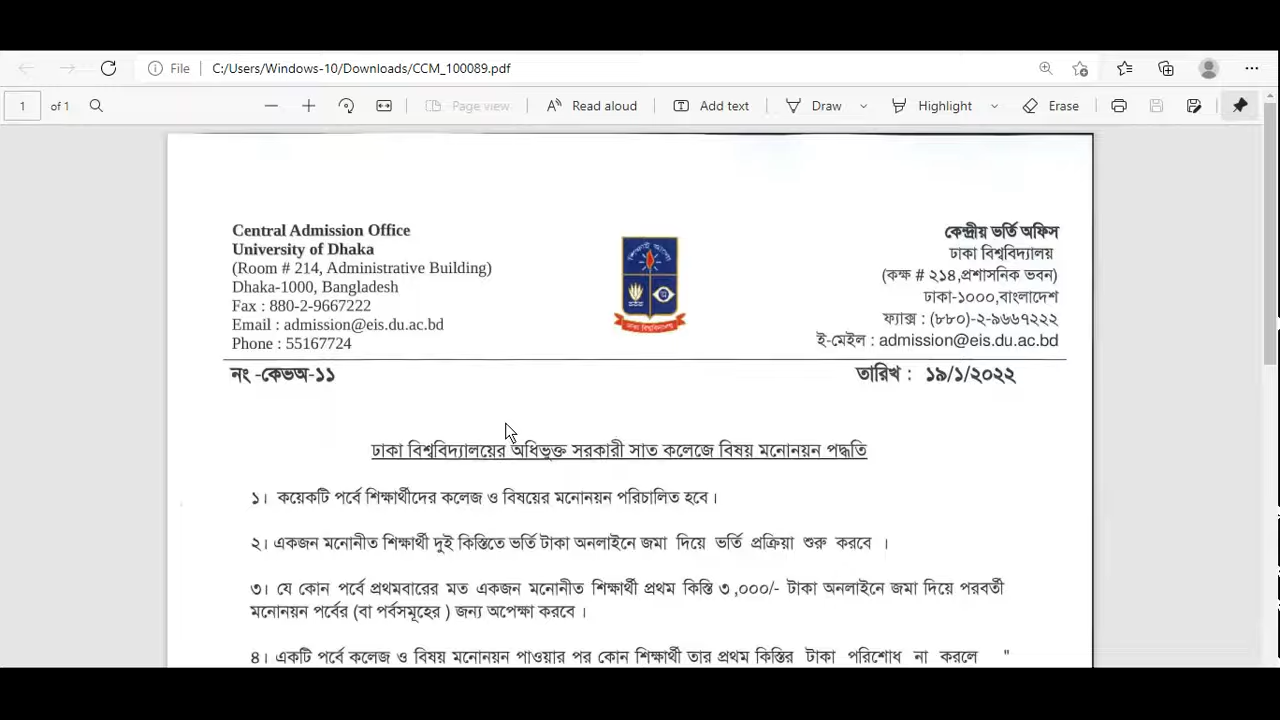 File C:/Users/Windows-10/Downloads/CCM_100089.pdf
1 of 1 Page view Read aloud Add text Draw Highlight Erase
Central Admission Office
University of Dhaka
(Room # 214, Administrative Building)
Dhaka-1000, Bangladesh
Fax : 880-2-9667222
Email : admission@eis.du.ac.bd
Phone : 55167724
শিক্ষাই আলো
ঢাকা বিশ্ববিদ্যালয়
কেন্দ্রীয় ভর্তি অফিস
ঢাকা বিশ্ববিদ্যালয়
(কক্ষ # ২১৪,প্রশাসনিক ভবন)
ঢাকা-১০০০,বাংলাদেশ
ফ্যাক্স : (৮৮০)-২-৯৬৬৭২২২
ই-মেইল : admission@eis.du.ac.bd
নং -কেভঅ-১১
তারিখ : ১৯/১/২০২২
ঢাকা বিশ্ববিদ্যালয়ের অধিভুক্ত সরকারী সাত কলেজে বিষয় মনোনয়ন পদ্ধতি
১। কয়েকটি পর্বে শিক্ষার্থীদের কলেজ ও বিষয়ের মনোনয়ন পরিচালিত হবে।
২। একজন মনোনীত শিক্ষার্থী দুই কিস্তিতে ভর্তি টাকা অনলাইনে জমা দিয়ে ভর্তি প্রক্রিয়া শুরু করবে ।
৩। যে কোন পর্বে প্রথমবারের মত একজন মনোনীত শিক্ষার্থী প্রথম কিস্তি ৩,০০০/- টাকা অনলাইনে জমা দিয়ে পরবর্তী
মনোনয়ন পর্বের (বা পর্বসমূহের ) জন্য অপেক্ষা করবে ।
৪। একটি পর্বে কলেজ ও বিষয় মনোনয়ন পাওয়ার পর কোন শিক্ষার্থী তার প্রথম কিস্তির টাকা পরিশোধ না করলে "